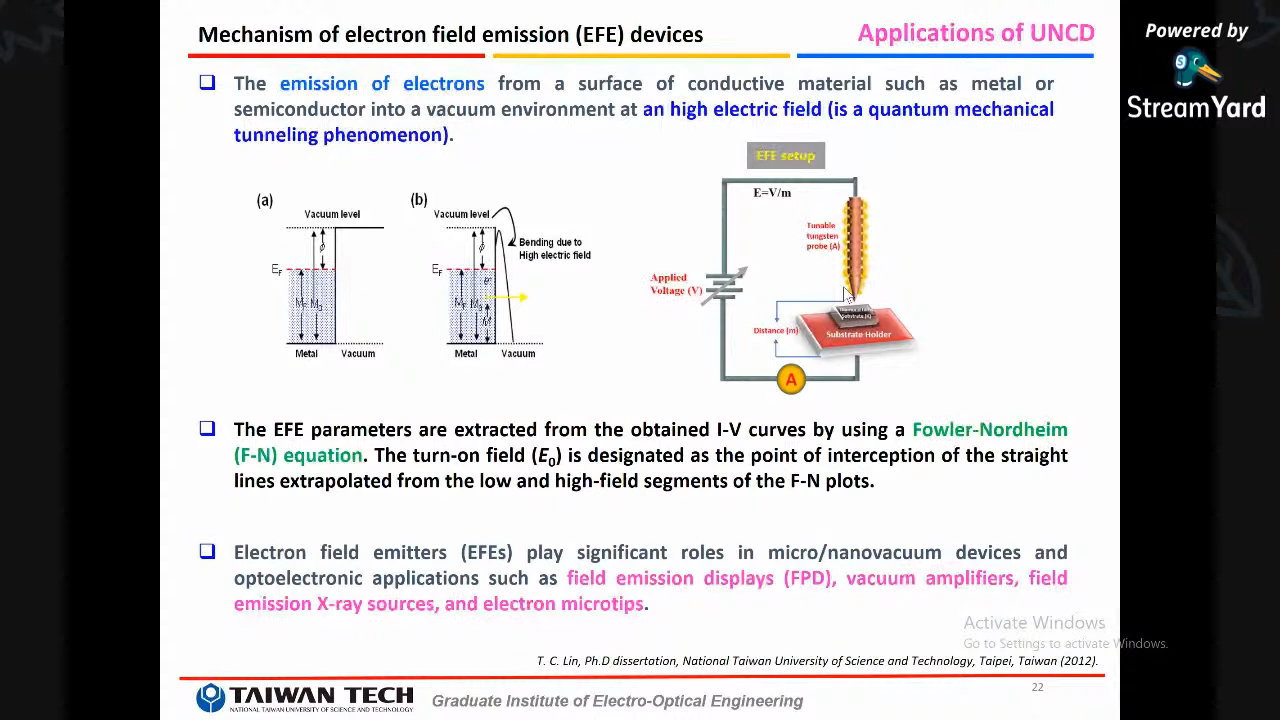 Mechanism of electron field emission (EFE) devices
Applications of UNCD
Powered by
StreamYard
❑ The emission of electrons from a surface of conductive material such as metal or
semiconductor into a vacuum environment at an high electric field (is a quantum mechanical
tunneling phenomenon).
EFE setup
(a)
Vacuum level
ϕ
EF
Metal
Vacuum
(b)
Vacuum level
ϕ
Bending due to
High electric field
EF
Metal
Vacuum
E=V/m
Tunable
tungsten
probe (A)
Applied
Voltage (V)
Distance (m)
Substrate Holder
A
❑ The EFE parameters are extracted from the obtained I-V curves by using a Fowler-Nordheim
(F-N) equation. The turn-on field (E0) is designated as the point of interception of the straight
lines extrapolated from the low and high-field segments of the F-N plots.
❑ Electron field emitters (EFEs) play significant roles in micro/nanovacuum devices and
optoelectronic applications such as field emission displays (FPD), vacuum amplifiers, field
emission X-ray sources, and electron microtips.
Activate Windows
Go to Settings to activate Windows.
T. C. Lin, Ph.D dissertation, National Taiwan University of Science and Technology, Taipei, Taiwan (2012).
22
TAIWAN TECH
NATIONAL TAIWAN UNIVERSITY OF SCIENCE AND TECHNOLOGY
Graduate Institute of Electro-Optical Engineering